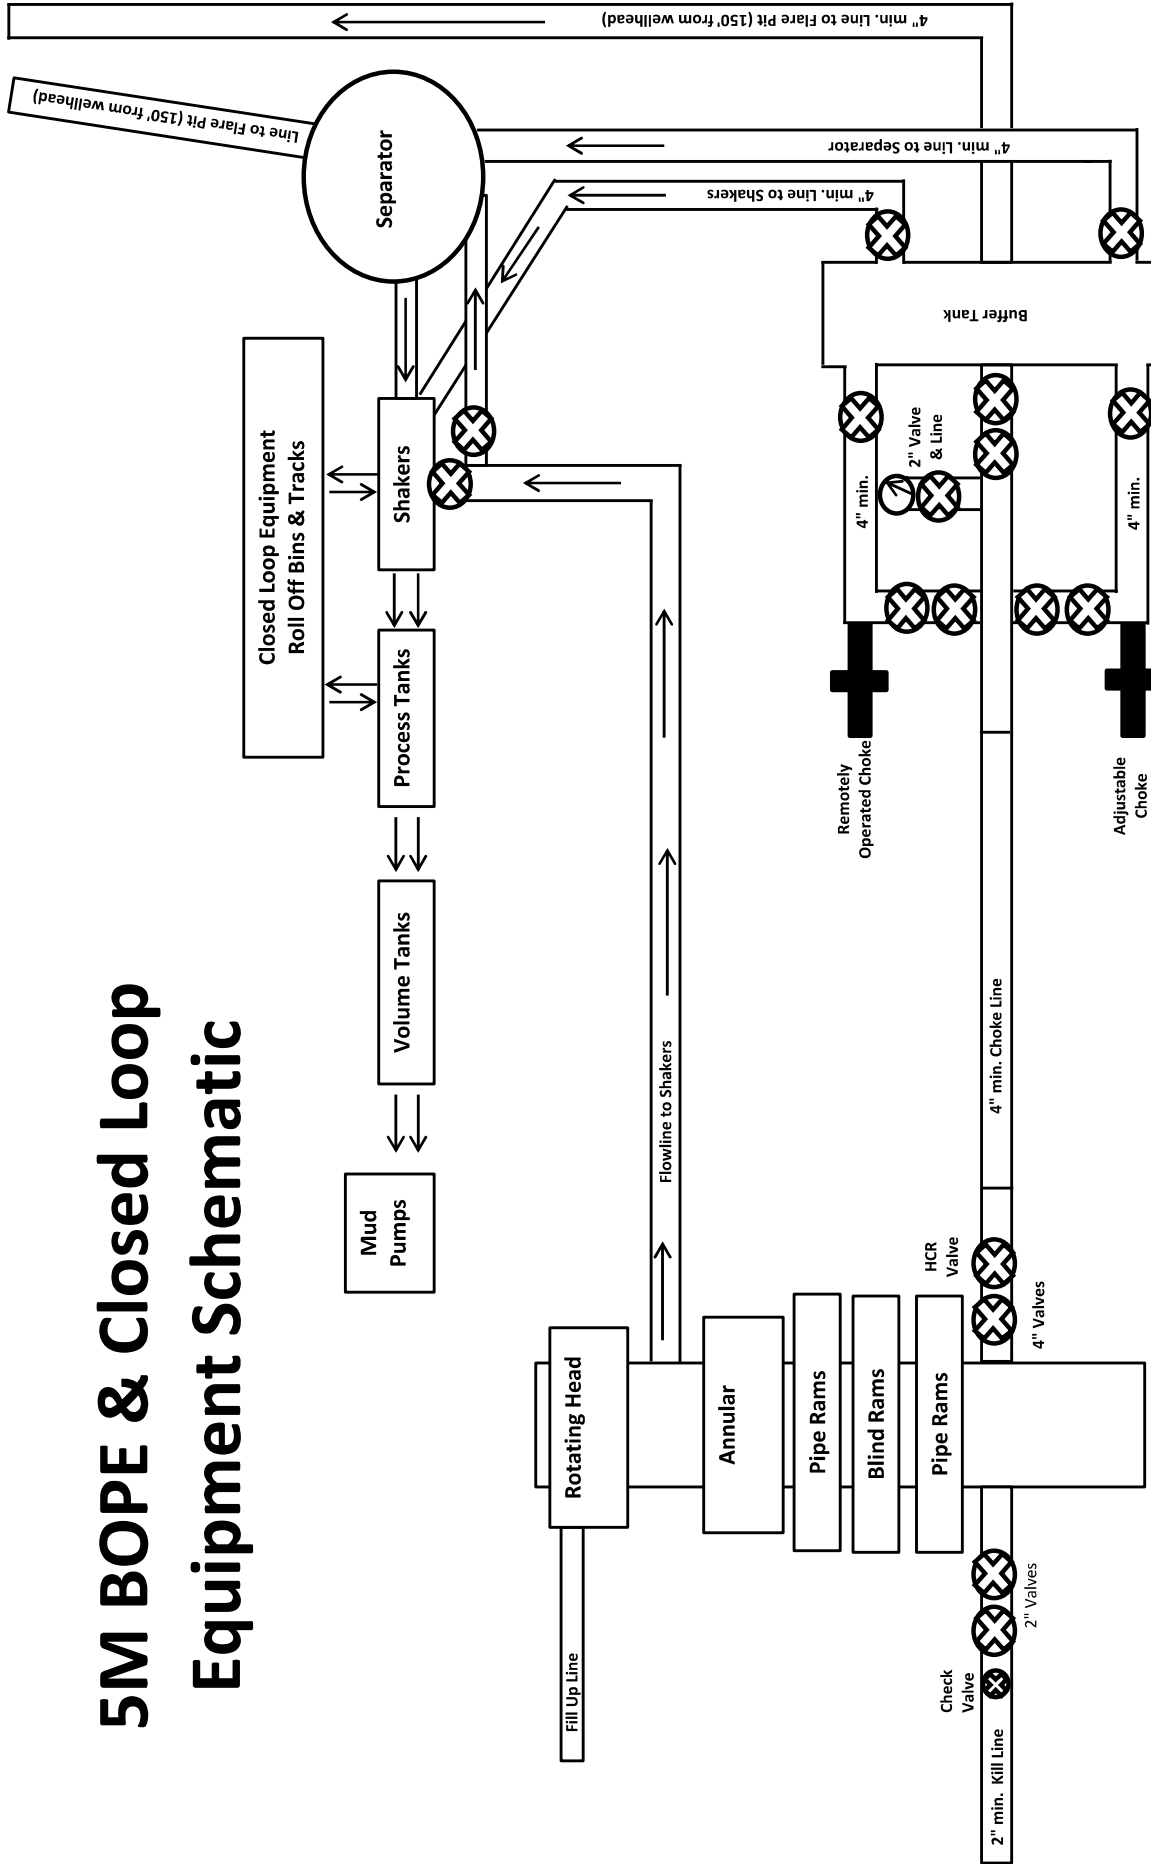 5M BOPE & Closed Loop
Equipment Schematic
Mud
Pumps
Volume Tanks
Process Tanks
Shakers
Closed Loop Equipment
Roll Off Bins & Tracks
Separator
Line to Flare Pit (150' from wellhead)
4" min. Line to Flare Pit (150' from wellhead)
4" min. Line to Separator
4" min. Line to Shakers
Fill Up Line
Rotating Head
Flowline to Shakers
Annular
Pipe Rams
Blind Rams
Pipe Rams
Remotely
Operated Choke
4" min.
2" Valve
& Line
Buffer Tank
HCR
Valve
Check
Valve
2" min. Kill Line
2" Valves
4" Valves
4" min. Choke Line
Adjustable
Choke
4" min.